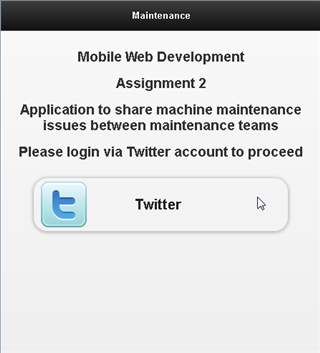 Maintenance
Mobile Web Development
Assignment 2
Application to share machine maintenance
issues between maintenance teams
Please login via Twitter account to proceed
Twitter